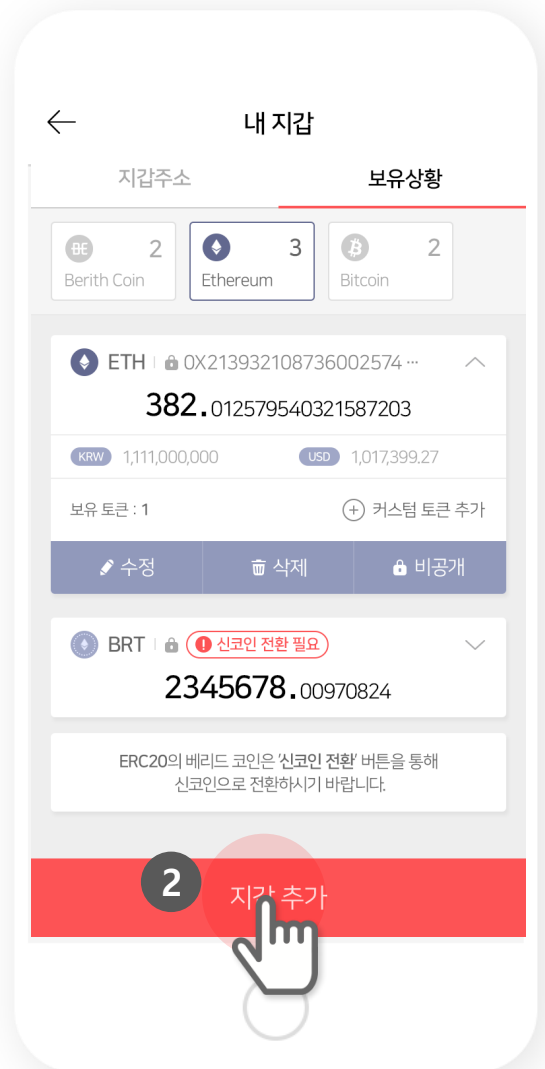 내 지갑
지갑주소 보유상황
2 3 2
Berith Coin Ethereum Bitcoin
ETH 0X213932108736002574 ···
382.012579540321587203
KRW 1,111,000,000 USD 1,017,399.27
보유 토큰 : 1 커스텀 토큰 추가
수정 삭제 비공개
BRT 신코인 전환 필요
2345678.00970824
ERC20의 베리드 코인은 '신코인 전환' 버튼을 통해
신코인으로 전환하시기 바랍니다.
2 지갑 추가